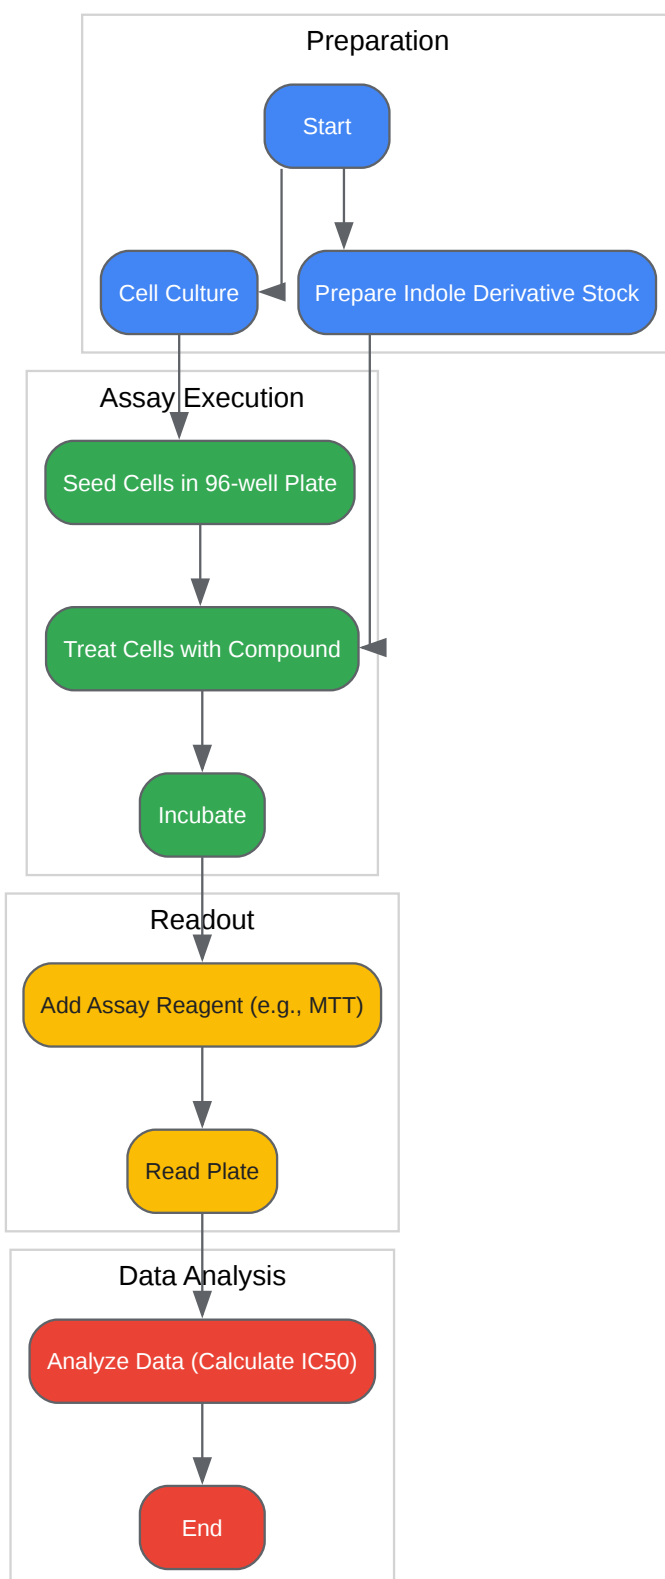 Preparation
Start
Cell Culture
Prepare Indole Derivative Stock
Assay Execution
Seed Cells in 96-well Plate
Treat Cells with Compound
Incubate
Readout
Add Assay Reagent (e.g., MTT)
Read Plate
Data Analysis
Analyze Data (Calculate IC50)
End